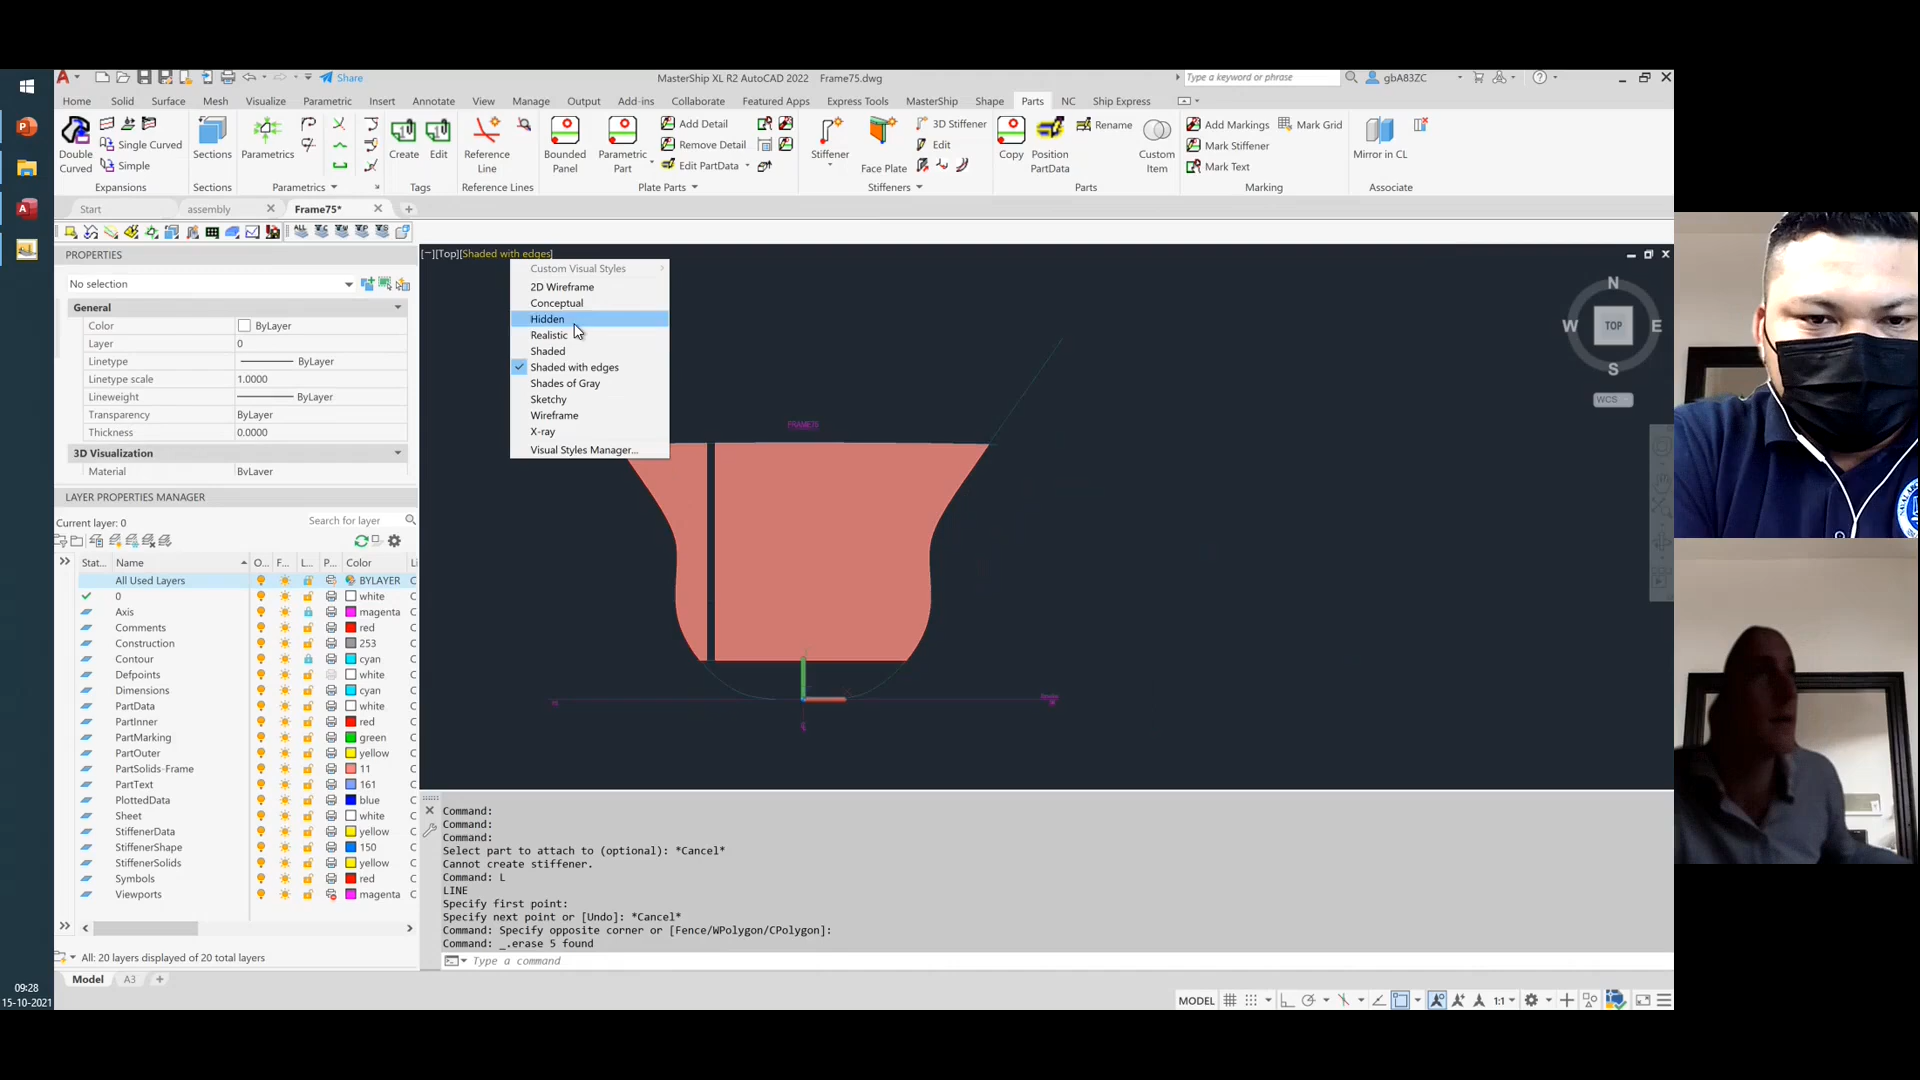 MasterShip XL R2 AutoCAD 2022 Frame75.dwg
Share
Type a keyword or phrase
gbA83ZC
Home Solid Surface Mesh Visualize Parametric Insert Annotate View Manage Output Add-ins Collaborate Featured Apps Express Tools MasterShip Shape Parts NC Ship Express
Double Curved
Single Curved
Simple
Sections
Parametrics
Create
Edit
Reference Line
Bounded Panel
Parametric Part
Add Detail
Remove Detail
Edit PartData
Stiffener
Face Plate
3D Stiffener
Edit
Copy
Position PartData
Rename
Custom Item
Add Markings
Mark Grid
Mark Stiffener
Mark Text
Mirror in CL
Expansions Sections Parametrics Tags Reference Lines Plate Parts Stiffeners Parts Marking Associate
Start assembly Frame75*
PROPERTIES
No selection
General
Color ByLayer
Layer 0
Linetype ByLayer
Linetype scale 1.0000
Lineweight ByLayer
Transparency ByLayer
Thickness 0.0000
3D Visualization
Material ByLayer
LAYER PROPERTIES MANAGER
Current layer: 0
Search for layer
Stat... Name O... F... L... P... Color Li
All Used Layers BYLAYER C
0 white C
Axis magenta C
Comments red C
Construction 253 C
Contour cyan C
Defpoints white C
Dimensions cyan C
PartData white C
PartInner red C
PartMarking green C
PartOuter yellow C
PartSolids-Frame 11 C
PartText 161 C
PlottedData blue C
Sheet white C
StiffenerData yellow C
StiffenerShape 150 C
StiffenerSolids yellow C
Symbols red C
Viewports magenta C
All: 20 layers displayed of 20 total layers
Model A3
[−][Top][Shaded with edges]
Custom Visual Styles
2D Wireframe
Conceptual
Hidden
Realistic
Shaded
Shaded with edges
Shades of Gray
Sketchy
Wireframe
X-ray
Visual Styles Manager...
FRAME75
N
W TOP E
S
WCS
Command:
Command:
Command:
Select part to attach to (optional): *Cancel*
Cannot create stiffener.
Command: L
LINE
Specify first point:
Specify next point or [Undo]: *Cancel*
Command: Specify opposite corner or [Fence/WPolygon/CPolygon]:
Command: _.erase 5 found
Type a command
MODEL 1:1
09:28
15-10-2021